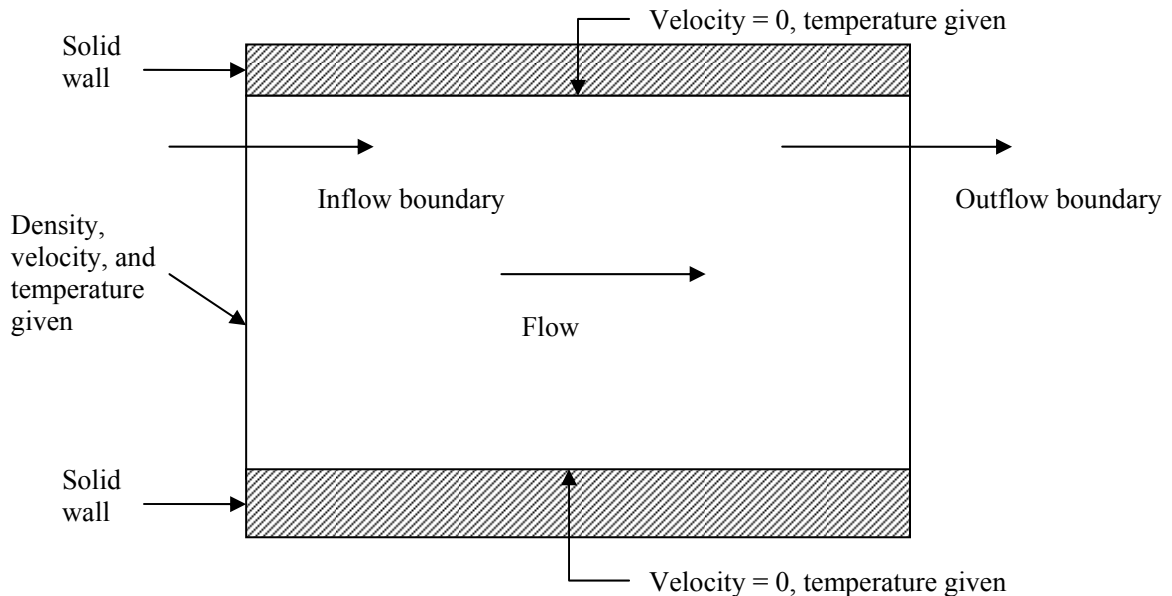 Velocity = 0, temperature given
Solid
wall
Inflow boundary
Outflow boundary
Density,
velocity, and
temperature
given
Flow
Solid
wall
Velocity = 0, temperature given